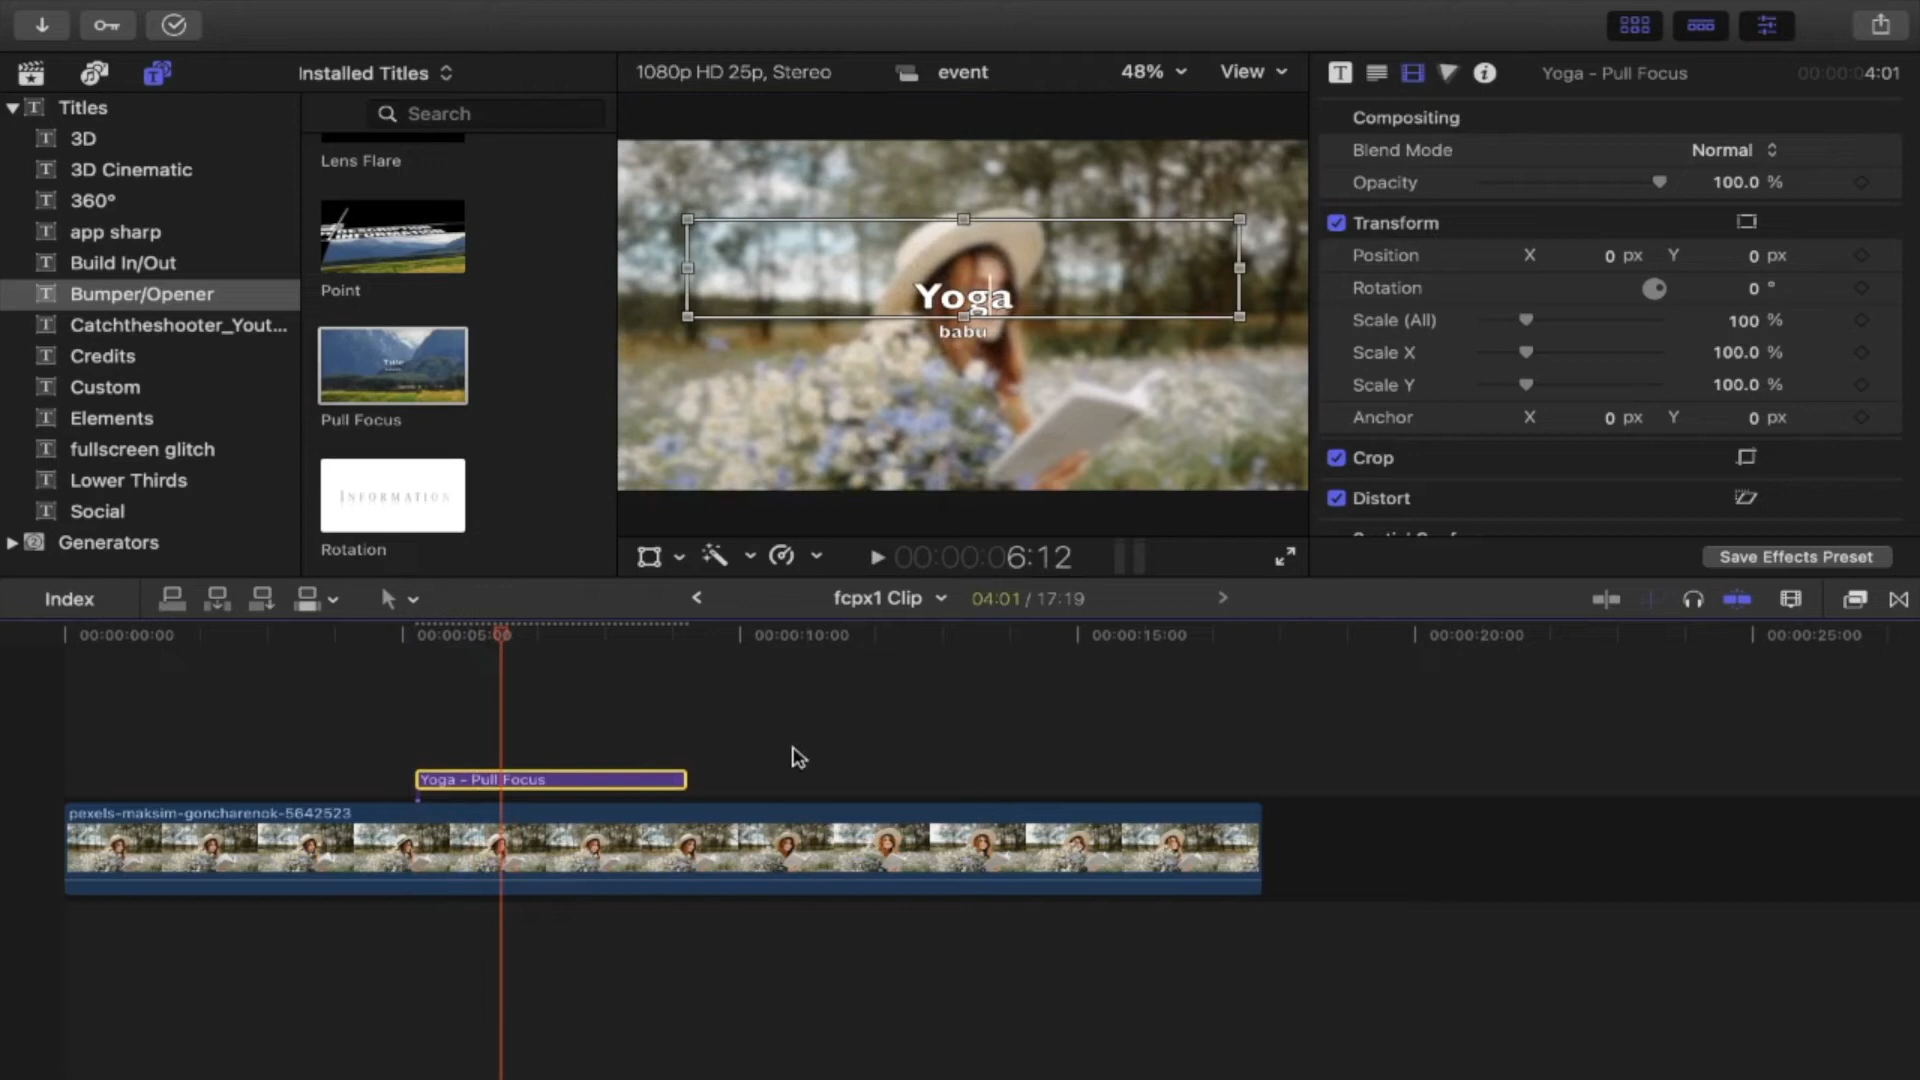 Installed Titles
1080p HD 25p, Stereo
event
48%
View
Yoga - Pull Focus
00:00:04:01
Titles
3D
3D Cinematic
360°
app sharp
Build In/Out
Bumper/Opener
Catchtheshooter_Yout...
Credits
Custom
Elements
fullscreen glitch
Lower Thirds
Social
Generators
Search
Lens Flare
Point
Title
Pull Focus
INFORMATION
Rotation
Yoga
babu
Compositing
Blend Mode Normal
Opacity 100.0 %
Transform
Position X 0 px Y 0 px
Rotation 0 °
Scale (All) 100 %
Scale X 100.0 %
Scale Y 100.0 %
Anchor X 0 px Y 0 px
Crop
Distort
00:00:06:12
Save Effects Preset
Index
fcpx1 Clip
04:01 / 17:19
00:00:00:00
00:00:05:00
00:00:10:00
00:00:15:00
00:00:20:00
00:00:25:00
Yoga - Pull Focus
pexels-maksim-goncharenok-5642523